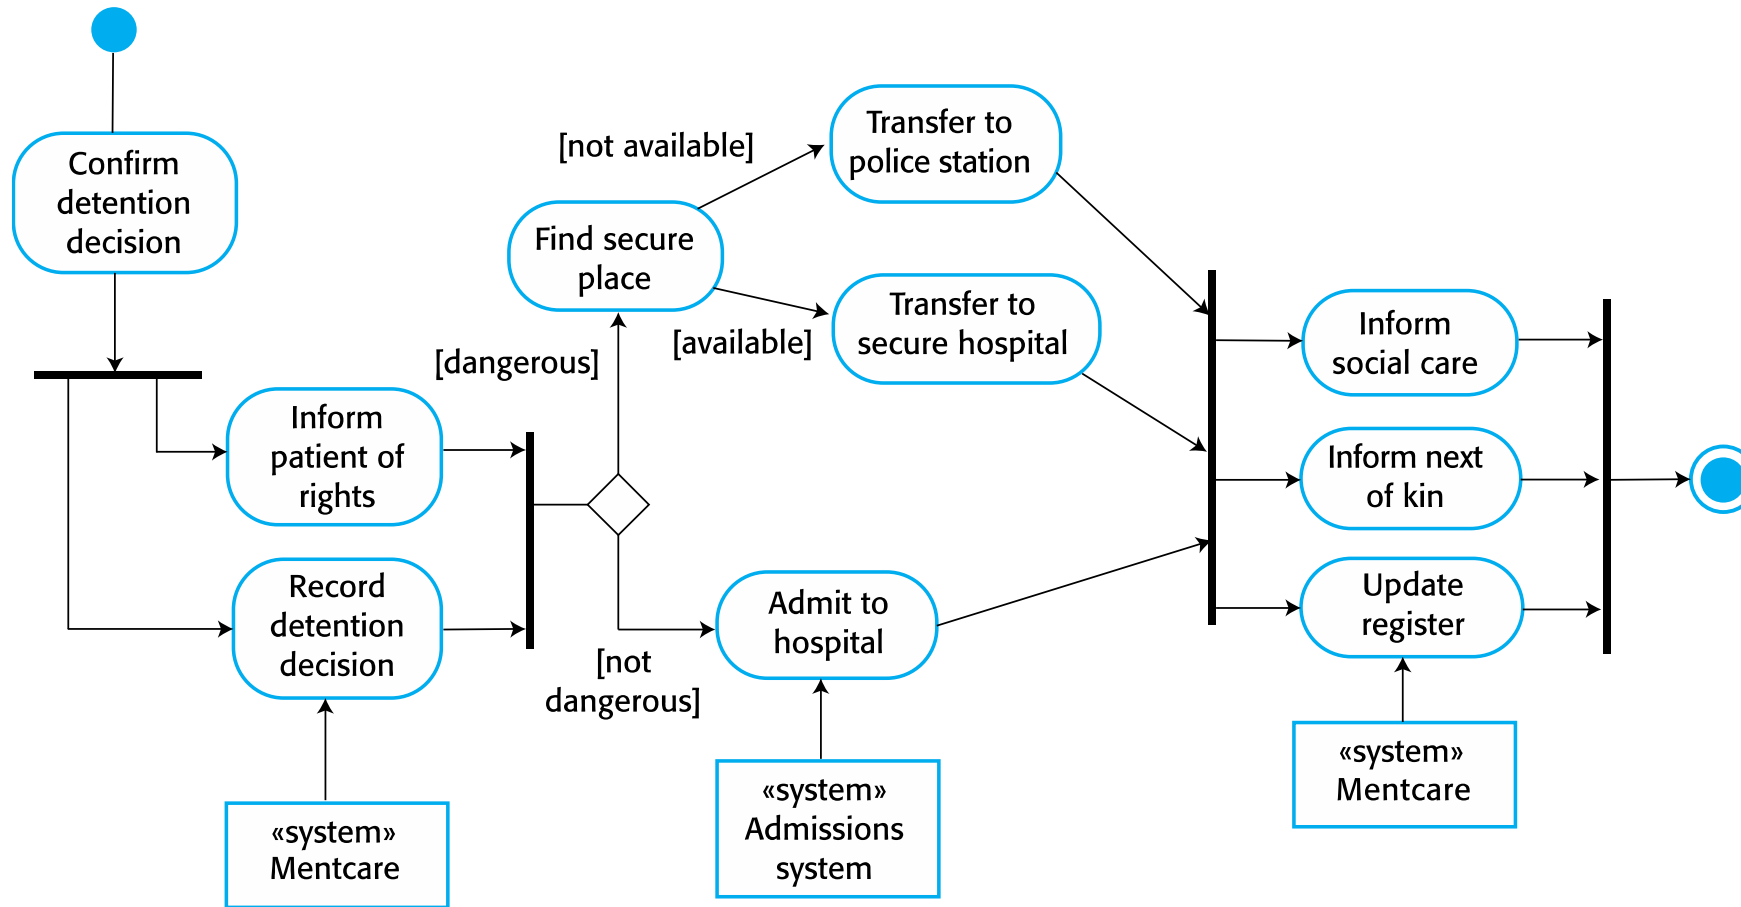 Confirm
detention
decision
Inform
patient of
rights
Record
detention
decision
«system»
Mentcare
[dangerous]
[not
dangerous]
Find secure
place
[not available]
[available]
Transfer to
police station
Transfer to
secure hospital
Admit to
hospital
«system»
Admissions
system
Inform
social care
Inform next
of kin
Update
register
«system»
Mentcare